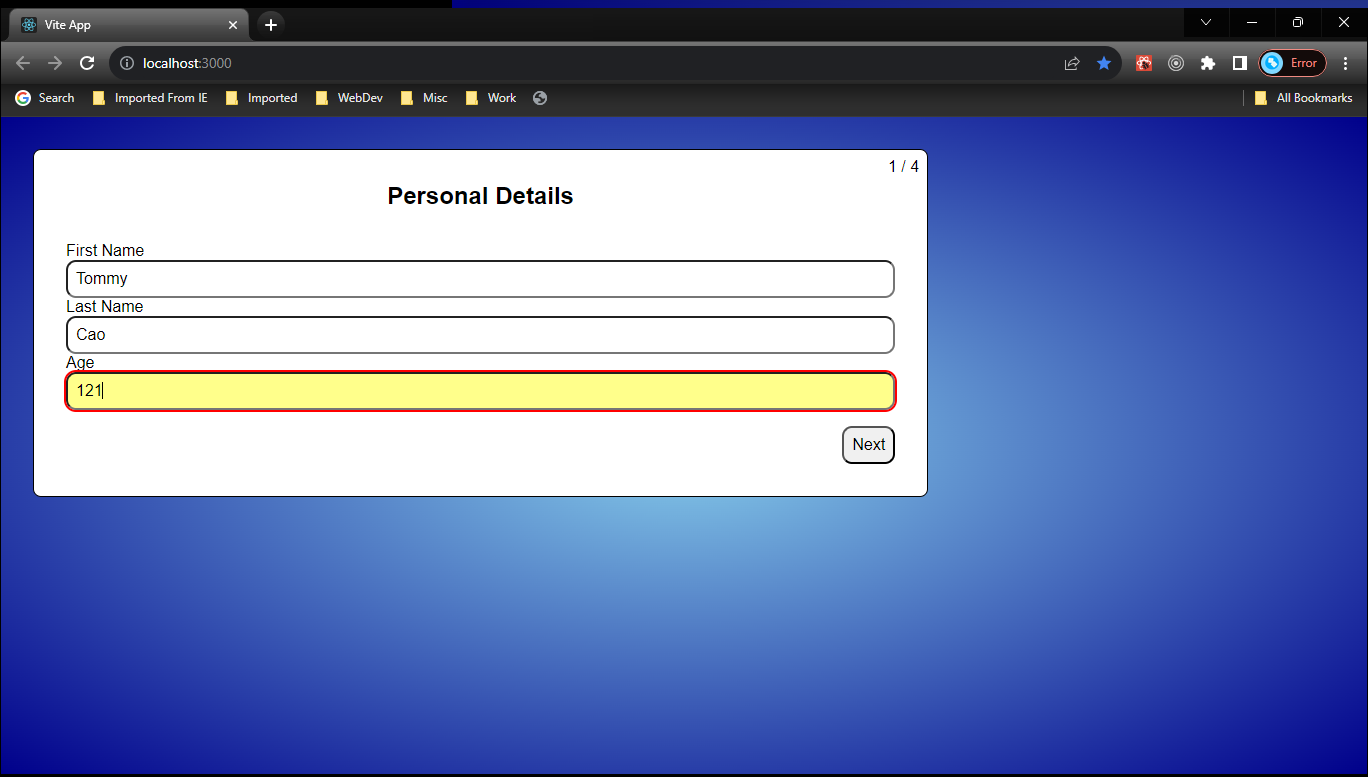 Vite App
localhost:3000
Error
Search Imported From IE Imported WebDev Misc Work All Bookmarks
1 / 4
Personal Details
First Name
Tommy
Last Name
Cao
Age
121
Next